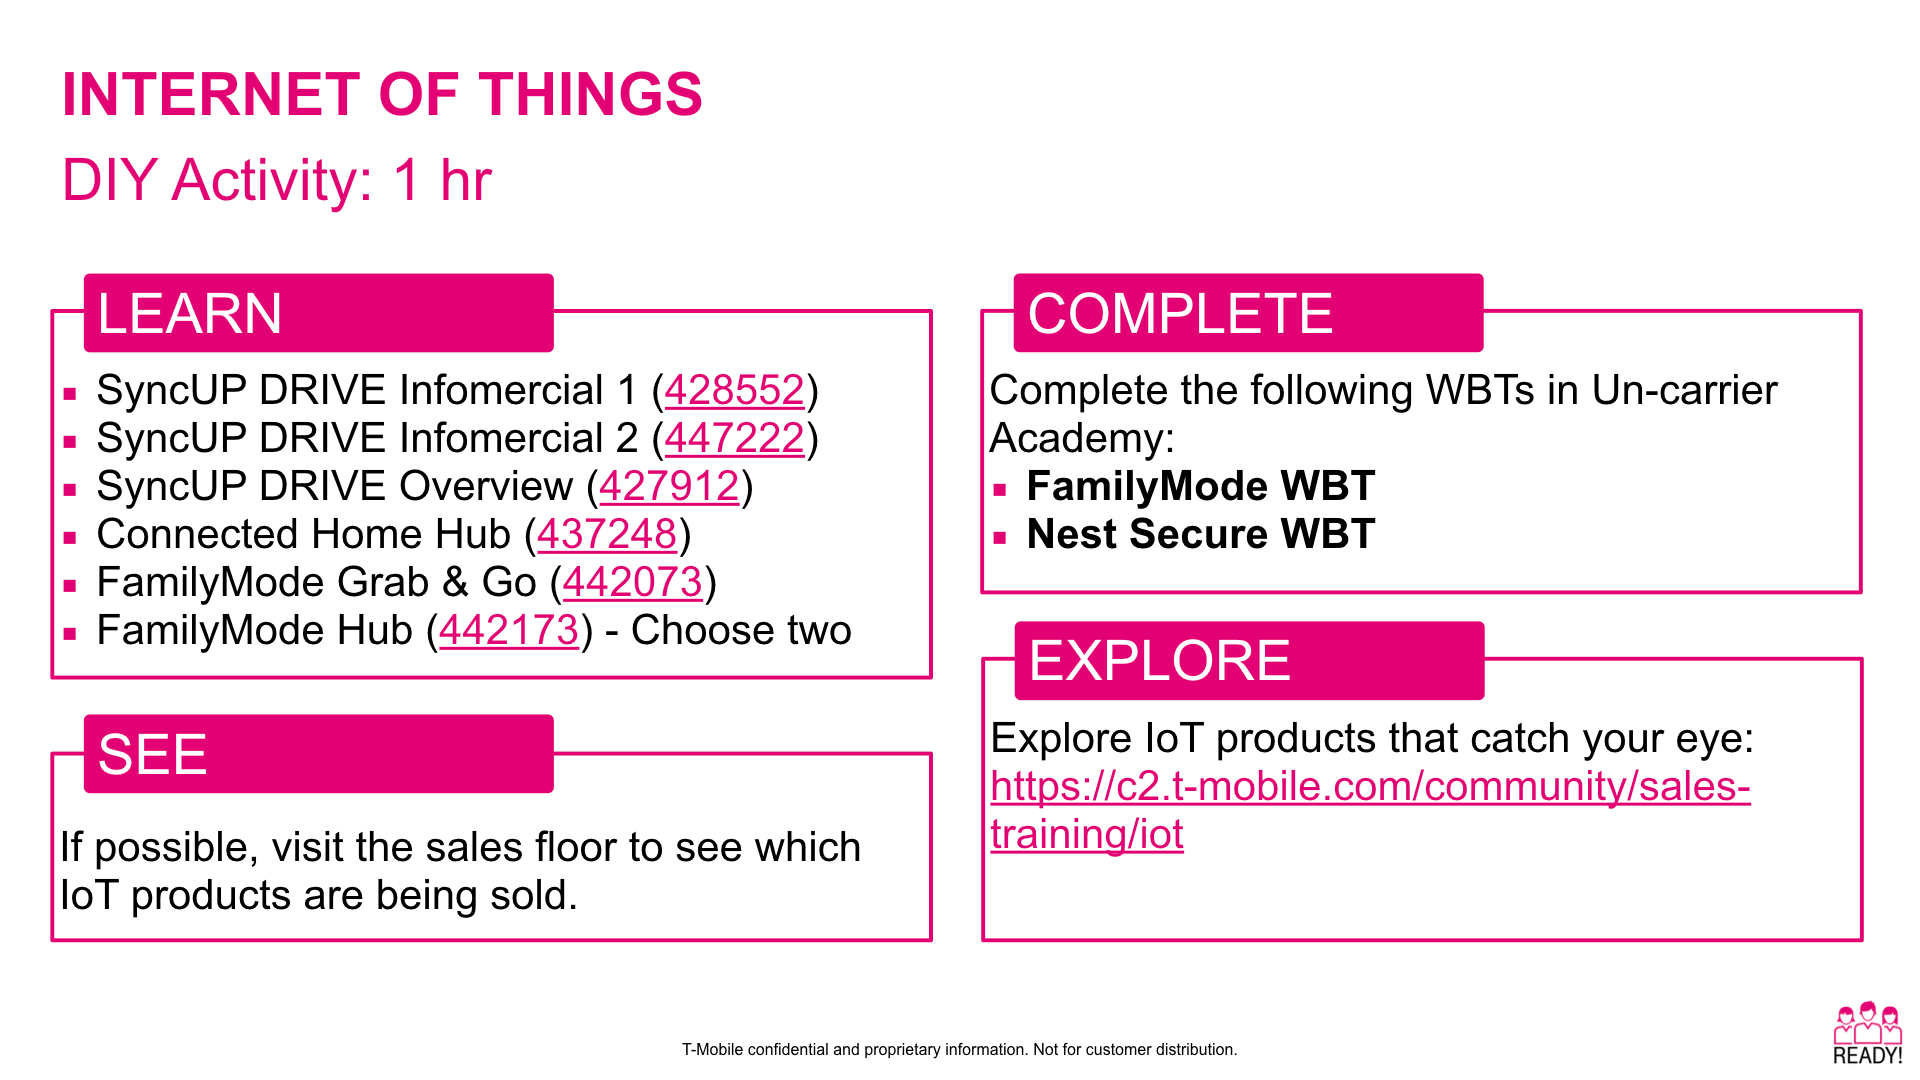 INTERNET OF THINGS
DIY Activity: 1 hr
LEARN
SyncUP DRIVE Infomercial 1 (428552)
SyncUP DRIVE Infomercial 2 (447222)
SyncUP DRIVE Overview (427912)
Connected Home Hub (437248)
FamilyMode Grab & Go (442073)
FamilyMode Hub (442173) - Choose two
SEE
If possible, visit the sales floor to see which
IoT products are being sold.
COMPLETE
Complete the following WBTs in Un-carrier
Academy:
FamilyMode WBT
Nest Secure WBT
EXPLORE
Explore IoT products that catch your eye:
https://c2.t-mobile.com/community/sales-
training/iot
T-Mobile confidential and proprietary information. Not for customer distribution.
READY!